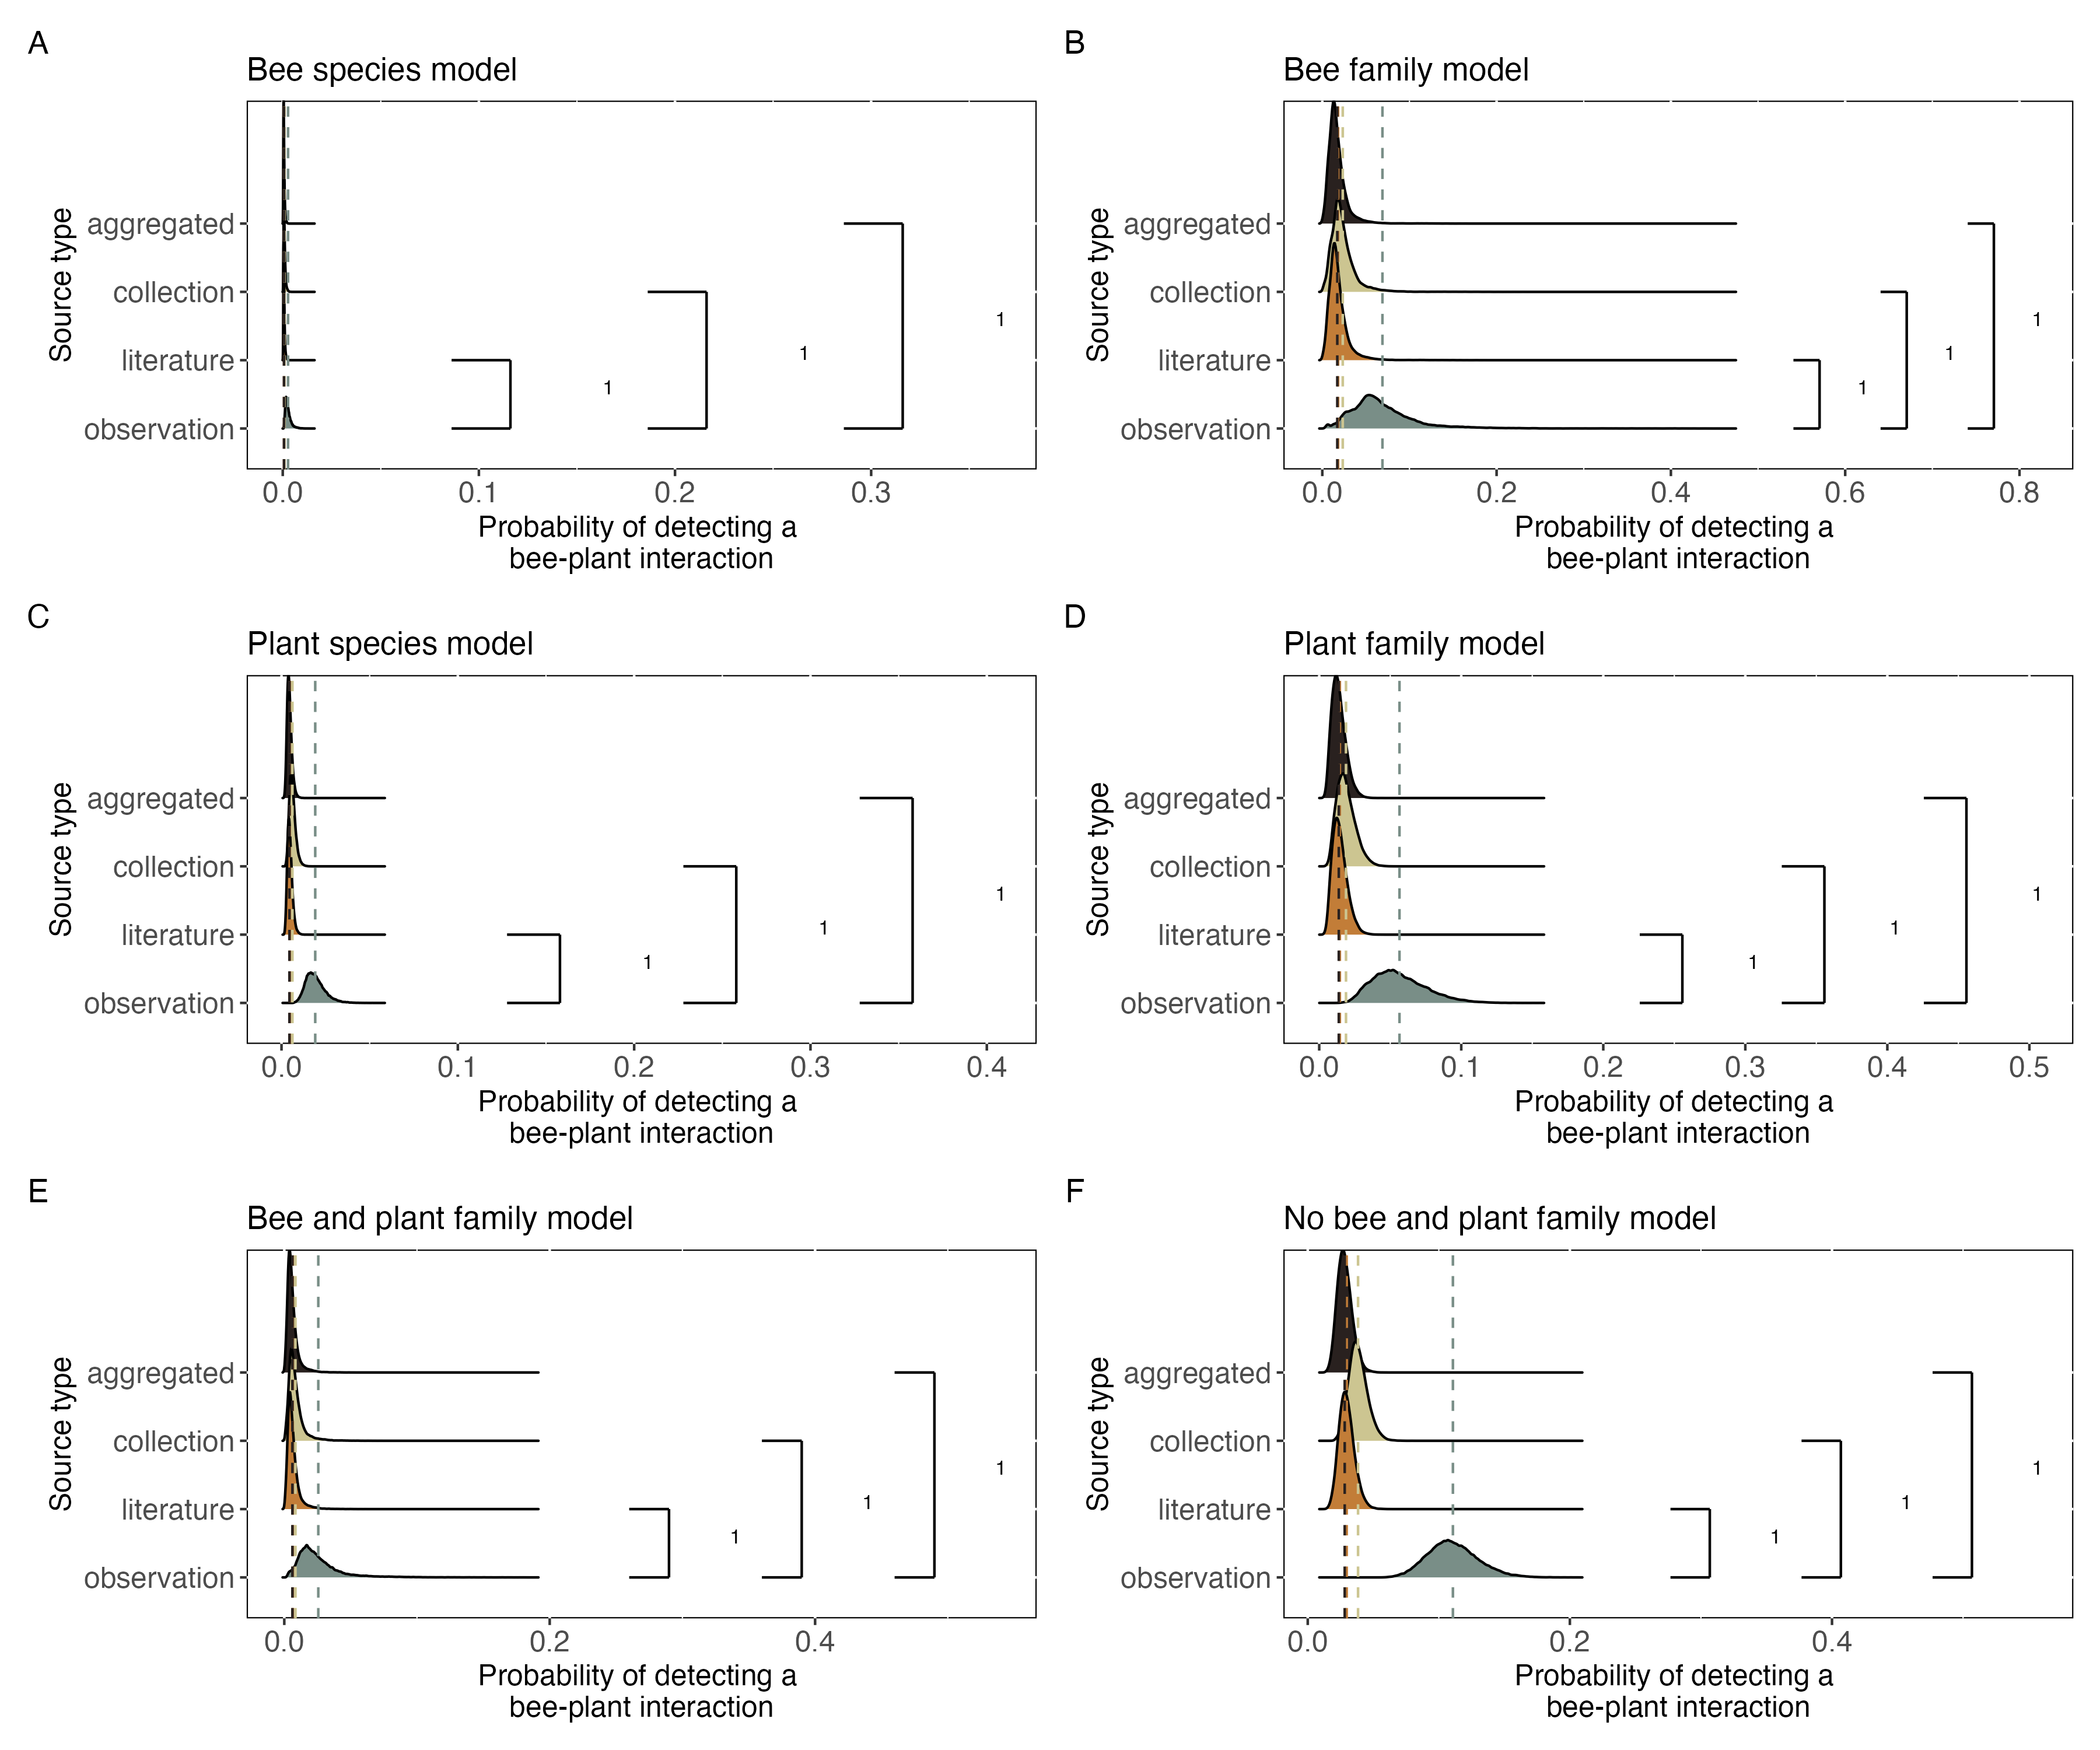 A
Bee species model
Source type
aggregated
collection
literature
observation
1
1
1
0.0 0.1 0.2 0.3
Probability of detecting a
bee-plant interaction
B
Bee family model
Source type
aggregated
collection
literature
observation
1
1
1
0.0 0.2 0.4 0.6 0.8
Probability of detecting a
bee-plant interaction
C
Plant species model
Source type
aggregated
collection
literature
observation
1
1
1
0.0 0.1 0.2 0.3 0.4
Probability of detecting a
bee-plant interaction
D
Plant family model
Source type
aggregated
collection
literature
observation
1
1
1
0.0 0.1 0.2 0.3 0.4 0.5
Probability of detecting a
bee-plant interaction
E
Bee and plant family model
Source type
aggregated
collection
literature
observation
1
1
1
0.0 0.2 0.4
Probability of detecting a
bee-plant interaction
F
No bee and plant family model
Source type
aggregated
collection
literature
observation
1
1
1
0.0 0.2 0.4
Probability of detecting a
bee-plant interaction